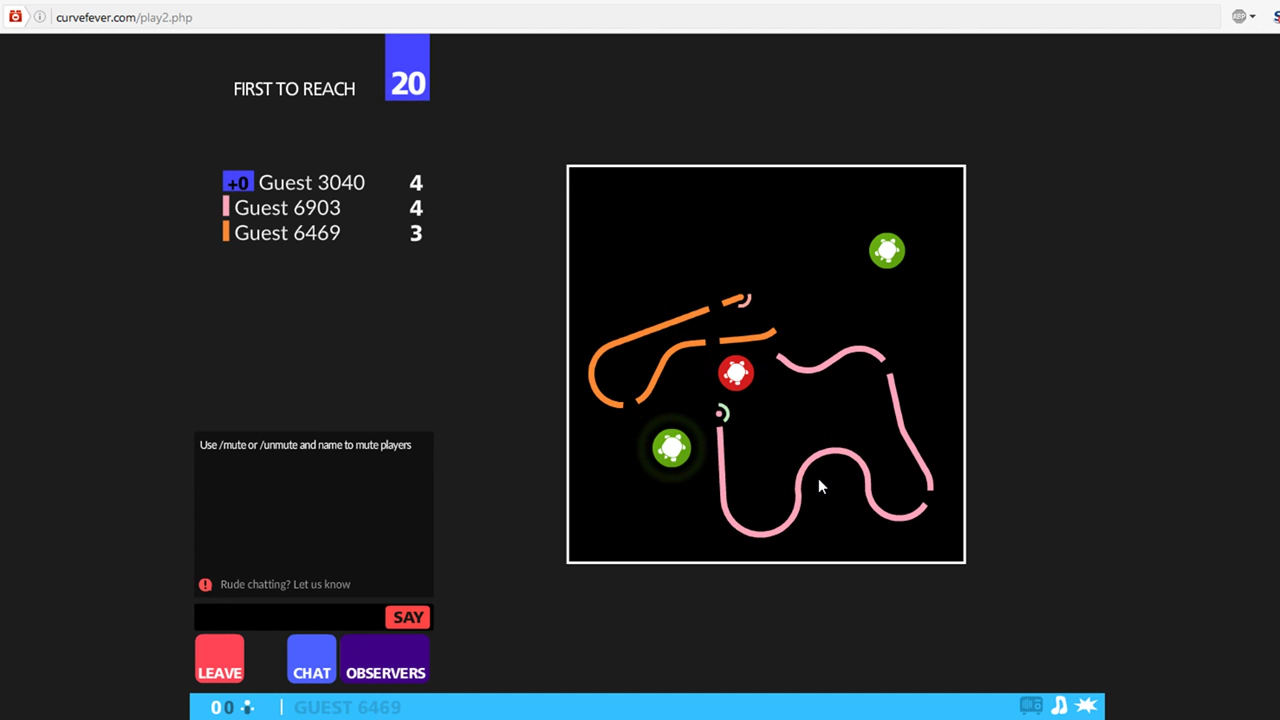 curvefever.com/play2.php
ABP
FIRST TO REACH
20
+0 Guest 3040 4
Guest 6903 4
Guest 6469 3
Use /mute or /unmute and name to mute players
! Rude chatting? Let us know
SAY
LEAVE
CHAT
OBSERVERS
00 | GUEST 6469